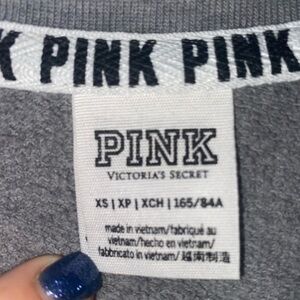 K PINK PINK
PINK
VICTORIA'S SECRET
XS | XP | XCH | 165/84A
made in vietnam/fabriqué au
vietnam/hecho en vietnam/
fabbricato in vietnam/越南制造